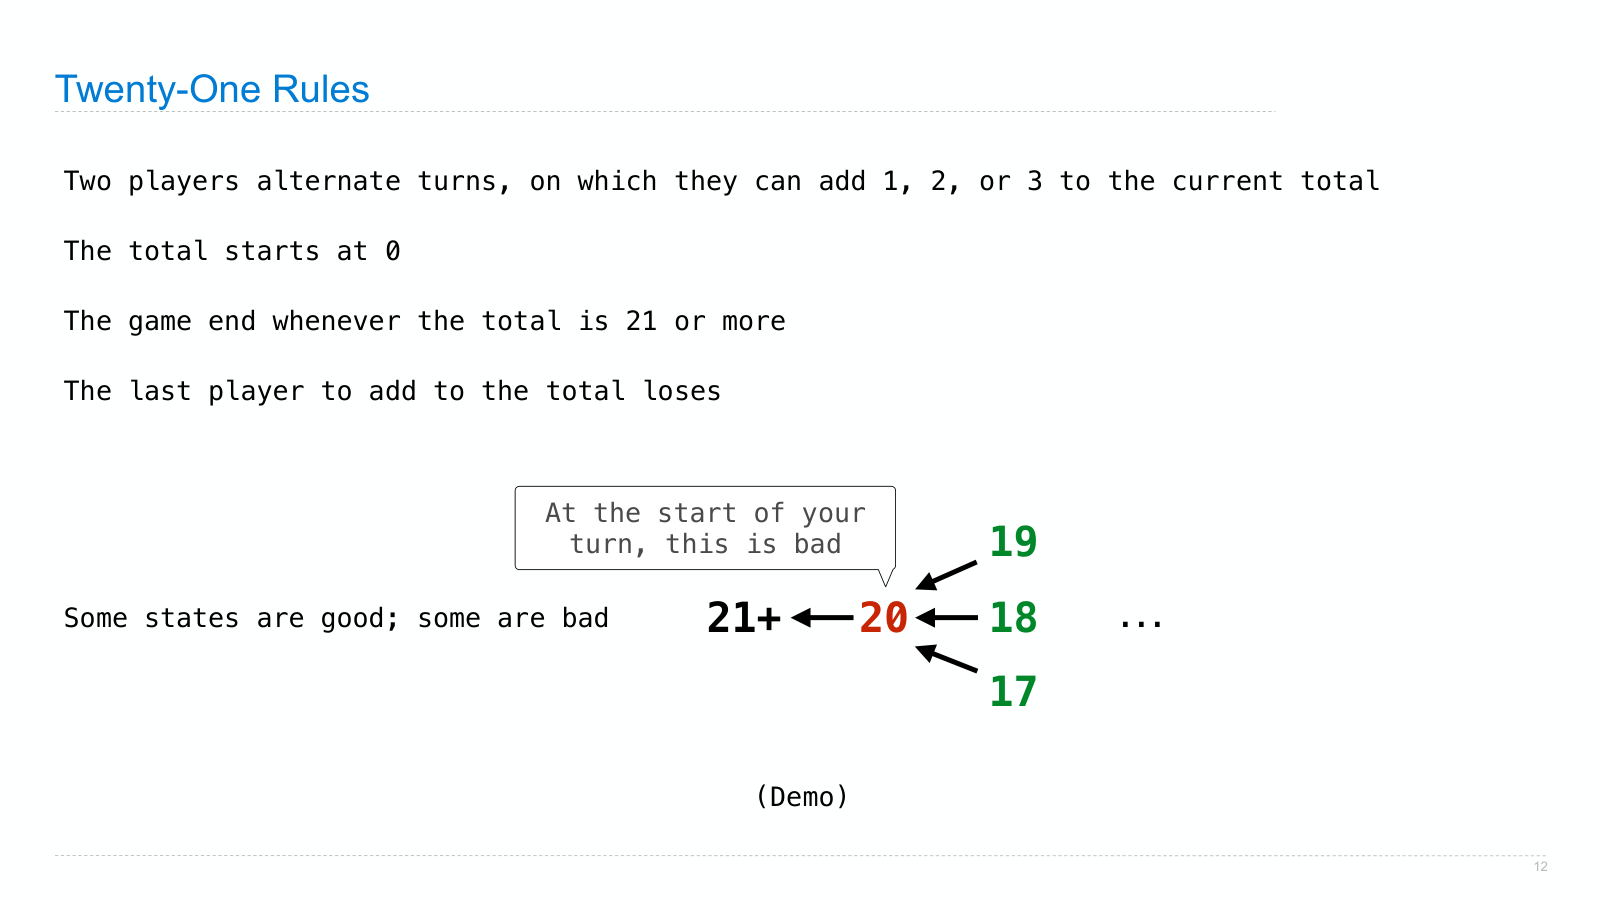 Twenty-One Rules
Two players alternate turns, on which they can add 1, 2, or 3 to the current total
The total starts at 0
The game end whenever the total is 21 or more
The last player to add to the total loses
At the start of your
turn, this is bad
19
Some states are good; some are bad 21+ 20 18 ...
17
(Demo)
12